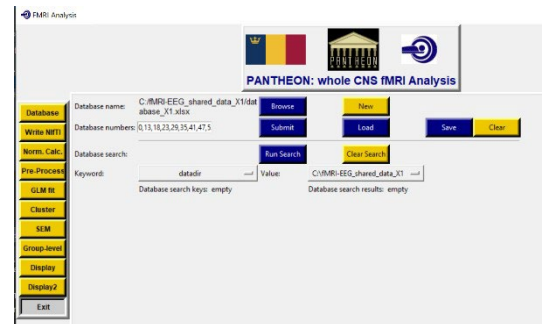 FMRI Analysis
PANTHEON
PANTHEON: whole CNS fMRI Analysis
Database
Write NIfTI
Norm. Calc.
Pre-Process
GLM fit
Cluster
SEM
Group-level
Display
Display2
Exit
Database name: C:/fMRI-EEG_shared_data_X1/dat
abase_X1.xlsx Browse New
Database numbers: 0,13,18,23,29,35,41,47,5 Submit Load Save Clear
Database search: Run Search Clear Search
Keyword: datadir Value: C:\fMRI-EEG_shared_data_X1
Database search keys: empty Database search results: empty